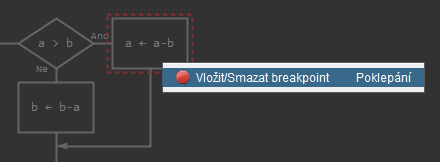 a > b
Ano
a ← a-b
Ne
b ← b-a
Vložit/Smazat breakpoint Poklepání